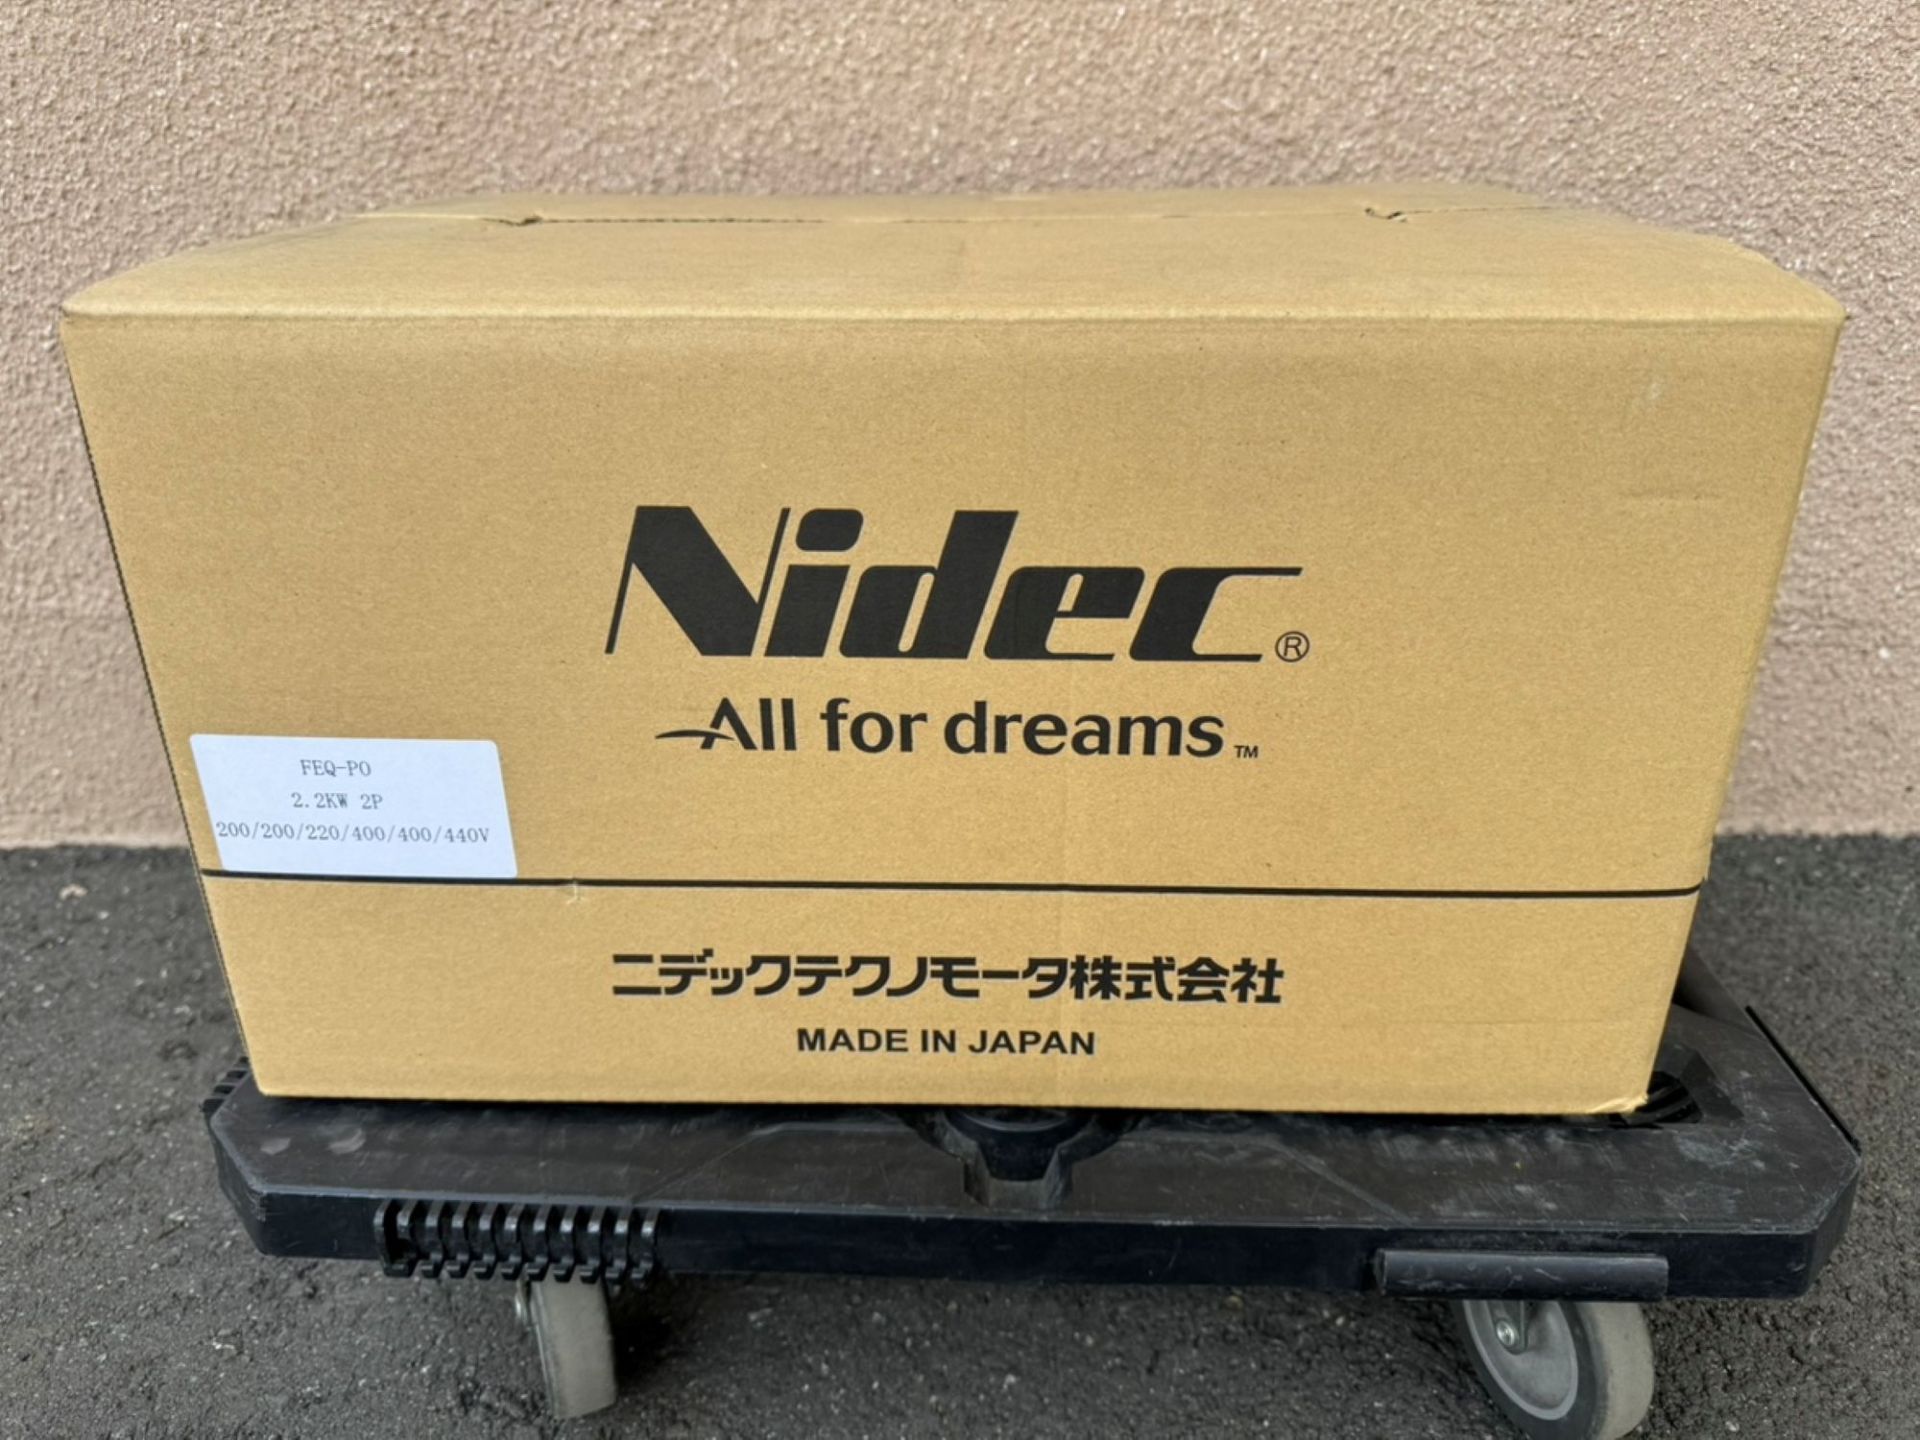 Nidec®
All for dreams™
FEQ-PO
2.2KW 2P
200/200/220/400/400/440V
ニデックテクノモータ株式会社
MADE IN JAPAN